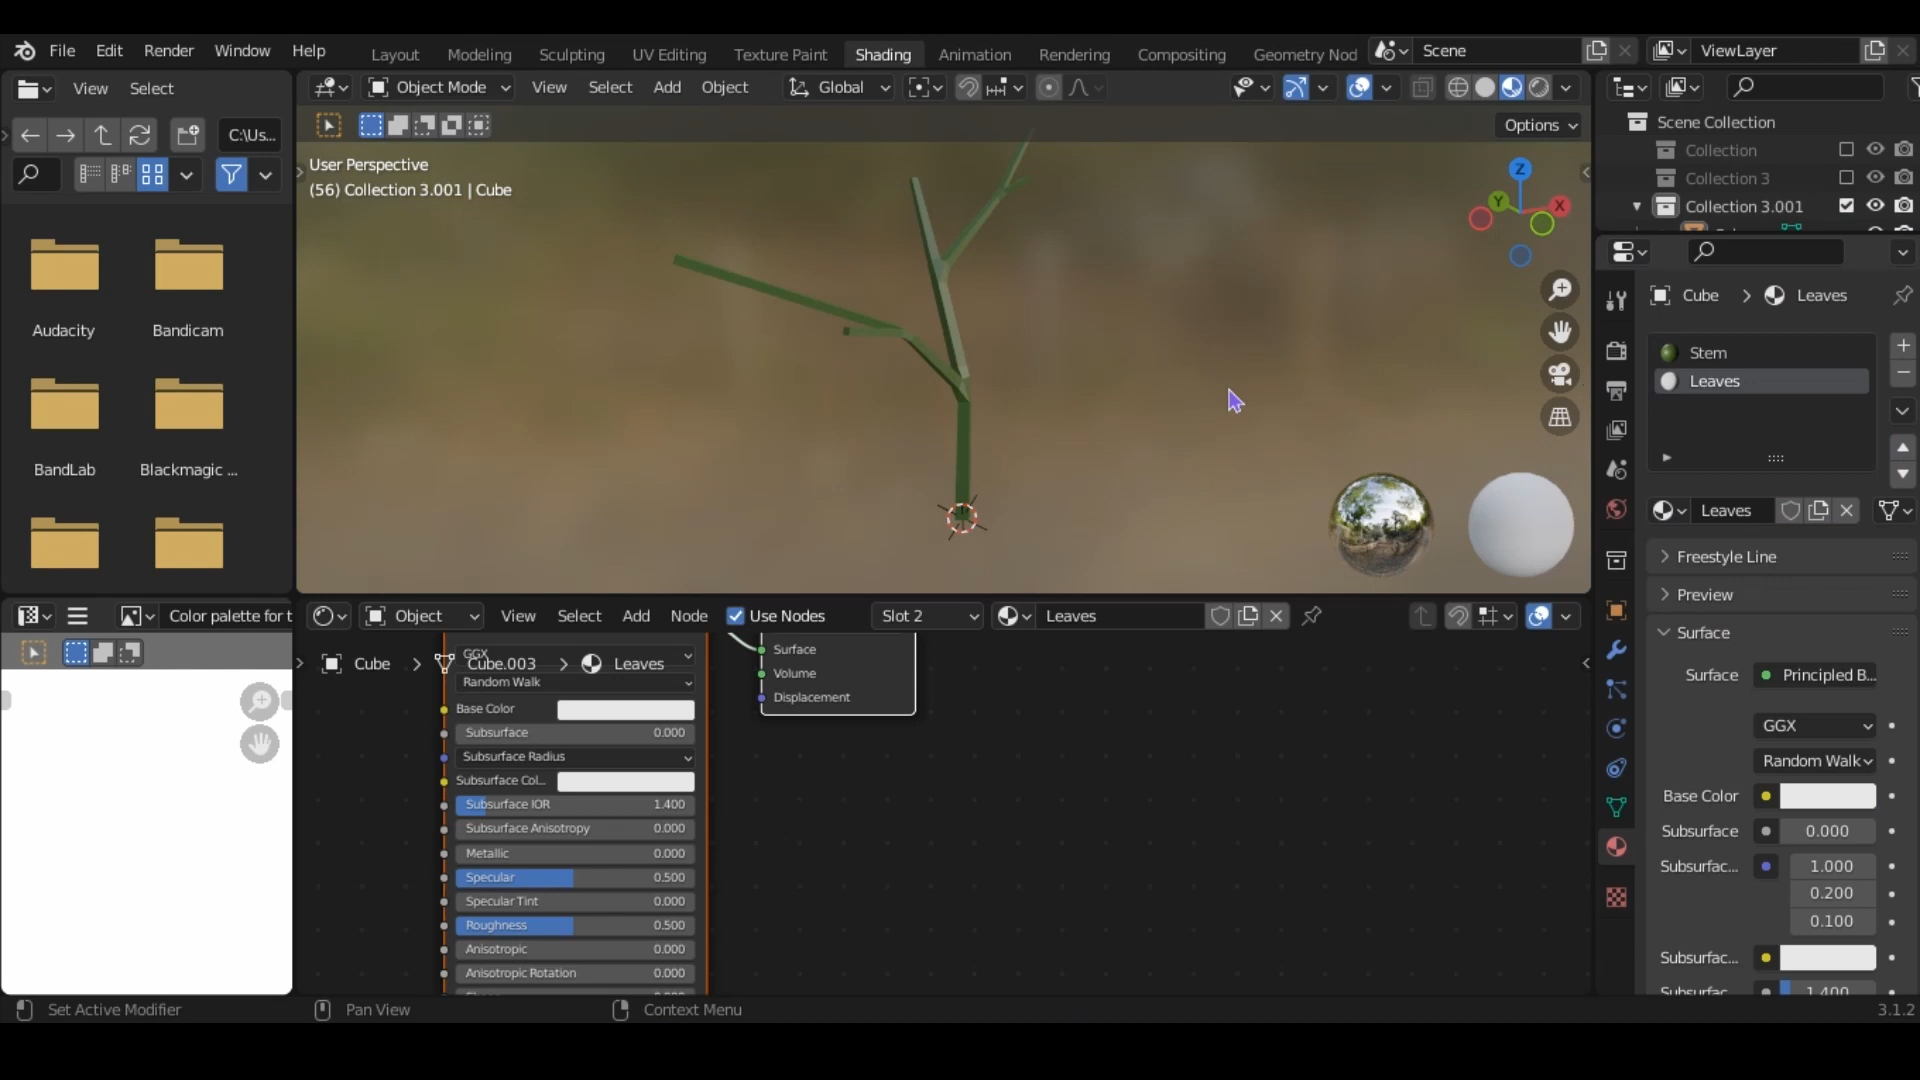 File Edit Render Window Help
Layout Modeling Sculpting UV Editing Texture Paint Shading Animation Rendering Compositing Geometry Nod
Scene
ViewLayer
View Select
Object Mode View Select Add Object Global
C:\Us...
Options
User Perspective
(56) Collection 3.001 | Cube
Z
Y
X
Audacity
Bandicam
BandLab
Blackmagic ...
Scene Collection
Collection
Collection 3
Collection 3.001
Cube > Leaves
Stem
Leaves
Leaves
Freestyle Line
Preview
Surface
Surface Principled B...
GGX
Random Walk
Base Color
Subsurface 0.000
Subsurfac... 1.000
0.200
0.100
Subsurfac...
Subsurfac... 1.400
Color palette for t
Object View Select Add Node Use Nodes Slot 2 Leaves
Cube > Cube.003 > Leaves
GGX
Random Walk
Base Color
Subsurface 0.000
Subsurface Radius
Subsurface Col...
Subsurface IOR 1.400
Subsurface Anisotropy 0.000
Metallic 0.000
Specular 0.500
Specular Tint 0.000
Roughness 0.500
Anisotropic 0.000
Anisotropic Rotation 0.000
Surface
Volume
Displacement
Set Active Modifier
Pan View
Context Menu
3.1.2